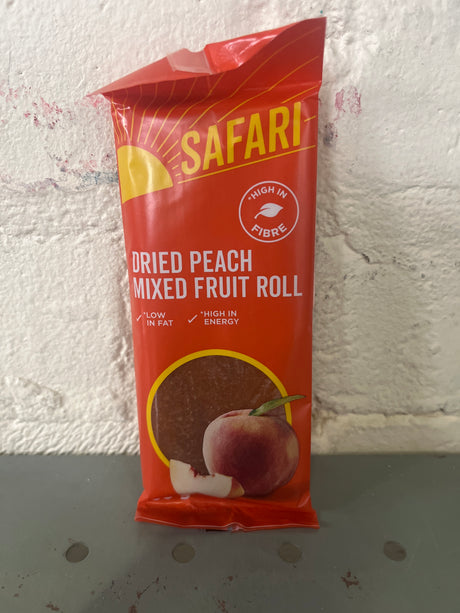 SAFARI
*HIGH IN
FIBRE
DRIED PEACH
MIXED FRUIT ROLL
*LOW
IN FAT
*HIGH IN
ENERGY